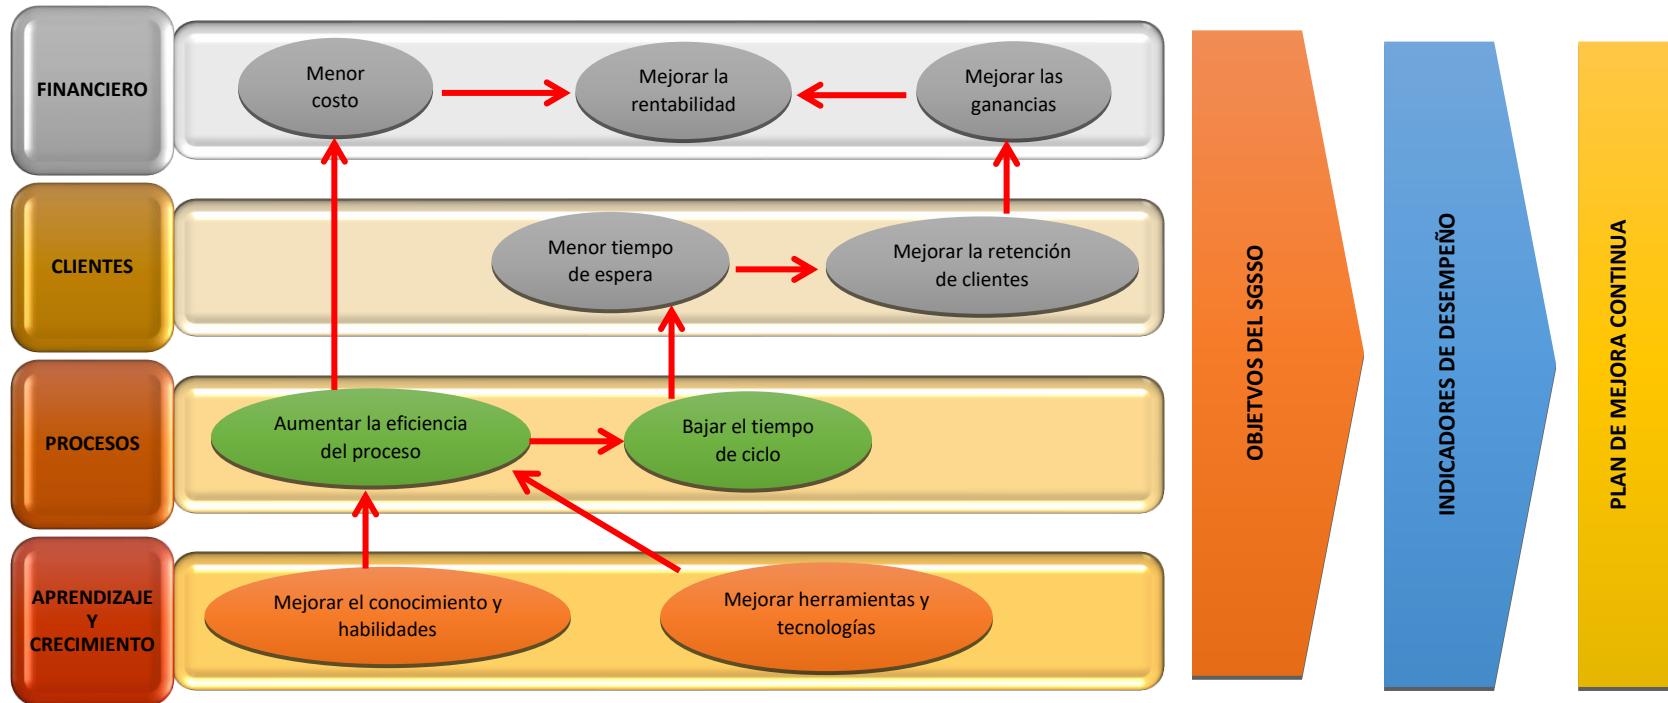 FINANCIERO
Menor
costo
Mejorar la
rentabilidad
Mejorar las
ganancias
CLIENTES
Menor tiempo
de espera
Mejorar la retención
de clientes
PROCESOS
Aumentar la eficiencia
del proceso
Bajar el tiempo
de ciclo
APRENDIZAJE
Y
CRECIMIENTO
Mejorar el conocimiento y
habilidades
Mejorar herramientas y
tecnologías
OBJETVOS DEL SGSSO
INDICADORES DE DESEMPEÑO
PLAN DE MEJORA CONTINUA